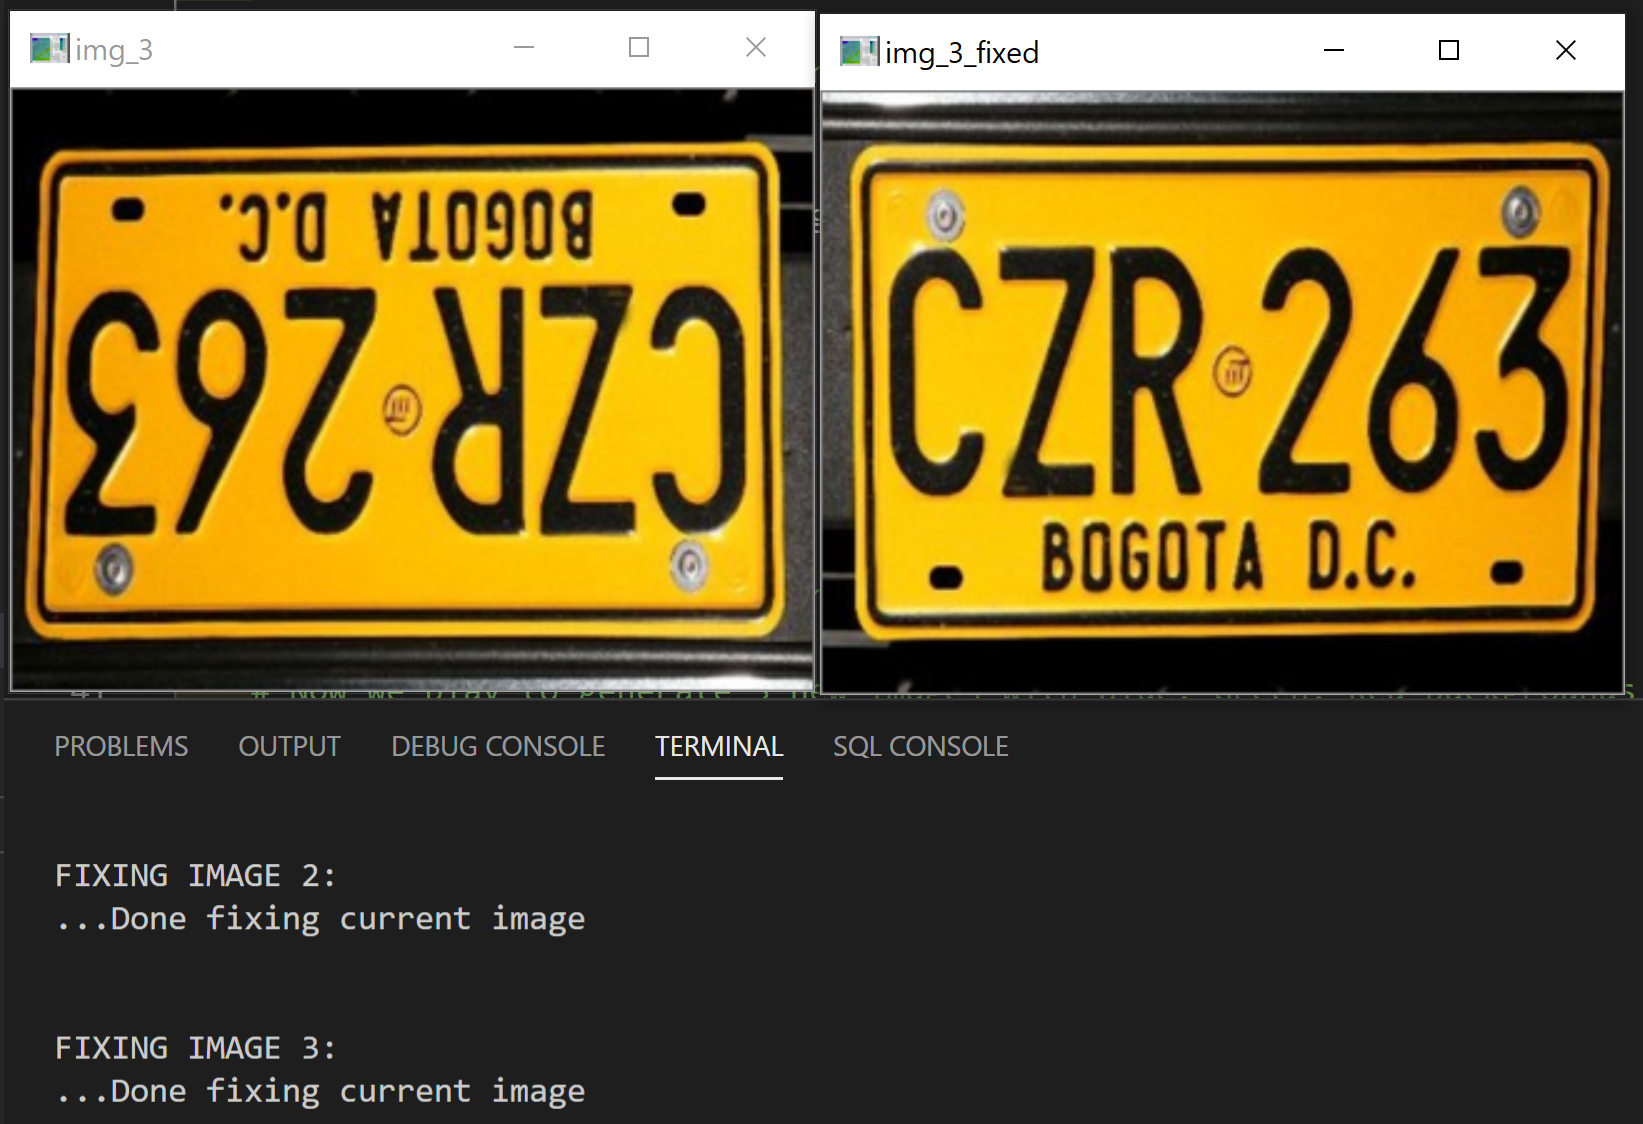 img_3
BOGOTA D.C.
CZR 263
img_3_fixed
CZR 263
BOGOTA D.C.
PROBLEMS OUTPUT DEBUG CONSOLE TERMINAL SQL CONSOLE
FIXING IMAGE 2:
...Done fixing current image
FIXING IMAGE 3:
...Done fixing current image